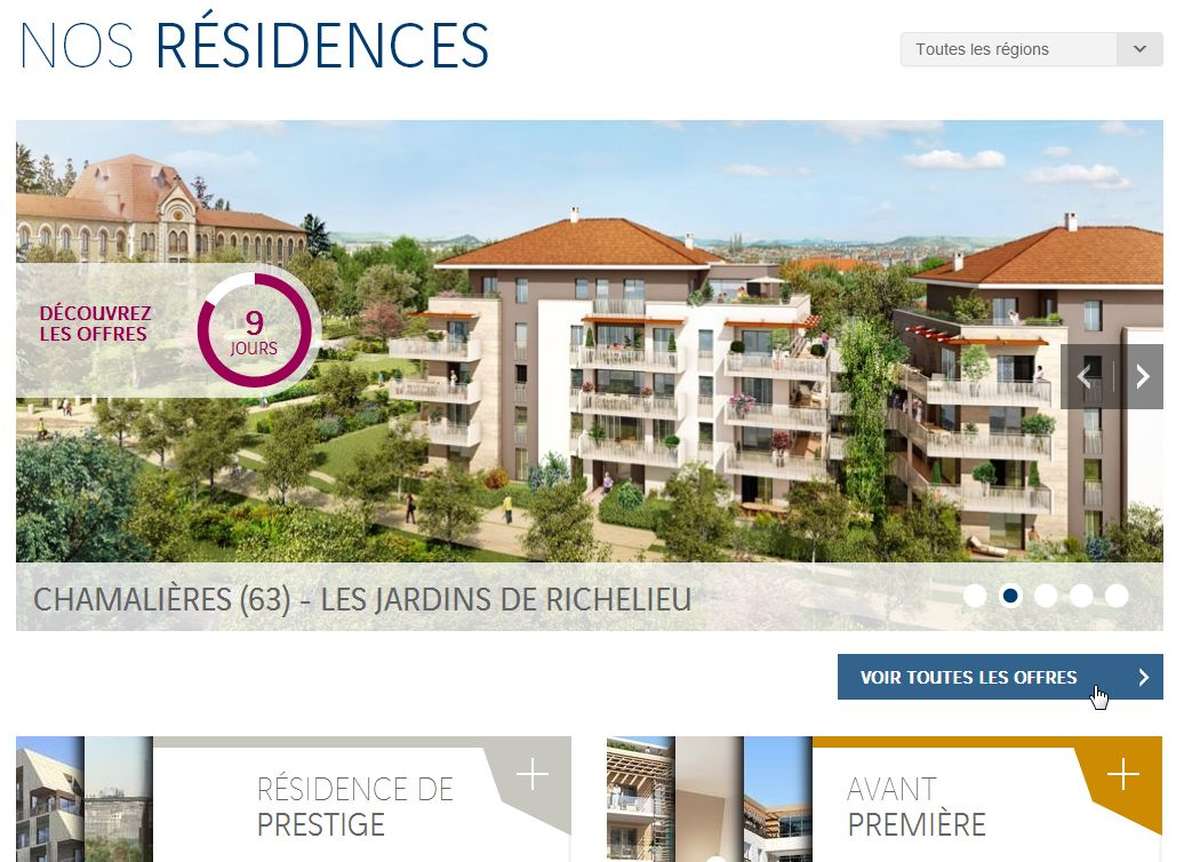 NOS RÉSIDENCES
Toutes les régions
DÉCOUVREZ
LES OFFRES
9
JOURS
CHAMALIÈRES (63) - LES JARDINS DE RICHELIEU
VOIR TOUTES LES OFFRES
RÉSIDENCE DE
PRESTIGE
AVANT
PREMIÈRE